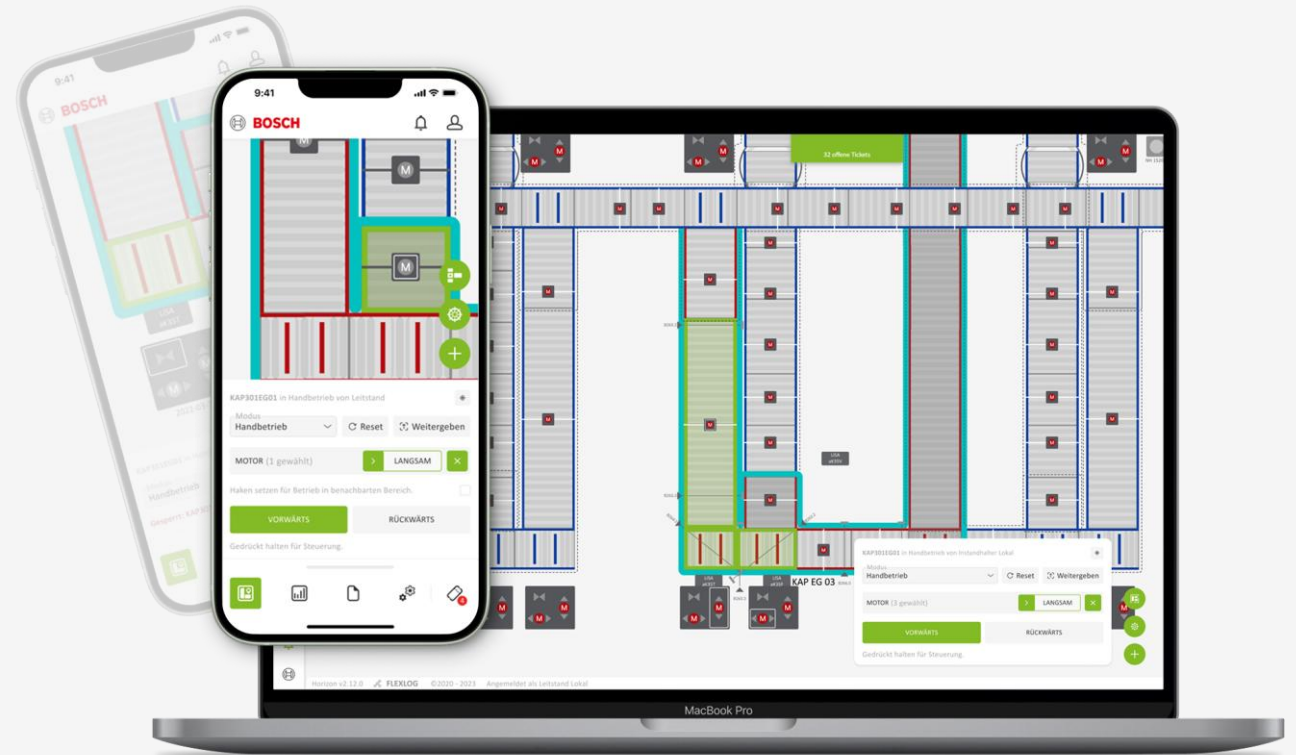 9:41
BOSCH
9:41
BOSCH
M
M
M
KAP301EG01 in Handbetrieb von Leitstand
Modus
Handbetrieb
Reset
Weitergeben
MOTOR (1 gewählt)
LANGSAM
Haken setzen für Betrieb in benachbarten Bereich.
VORWÄRTS
RÜCKWÄRTS
Gedrückt halten für Steuerung.
32 offene Tickets
LISA
KAP EG 03
KAP301EG01 in Handbetrieb von Instandhalter Lokal
Modus
Handbetrieb
Reset
Weitergeben
MOTOR (3 gewählt)
LANGSAM
VORWÄRTS
RÜCKWÄRTS
Gedrückt halten für Steuerung.
Horizon v2.12.0 FLEXLOG ©2020 - 2023 Angemeldet als Leitstand Lokal
MacBook Pro